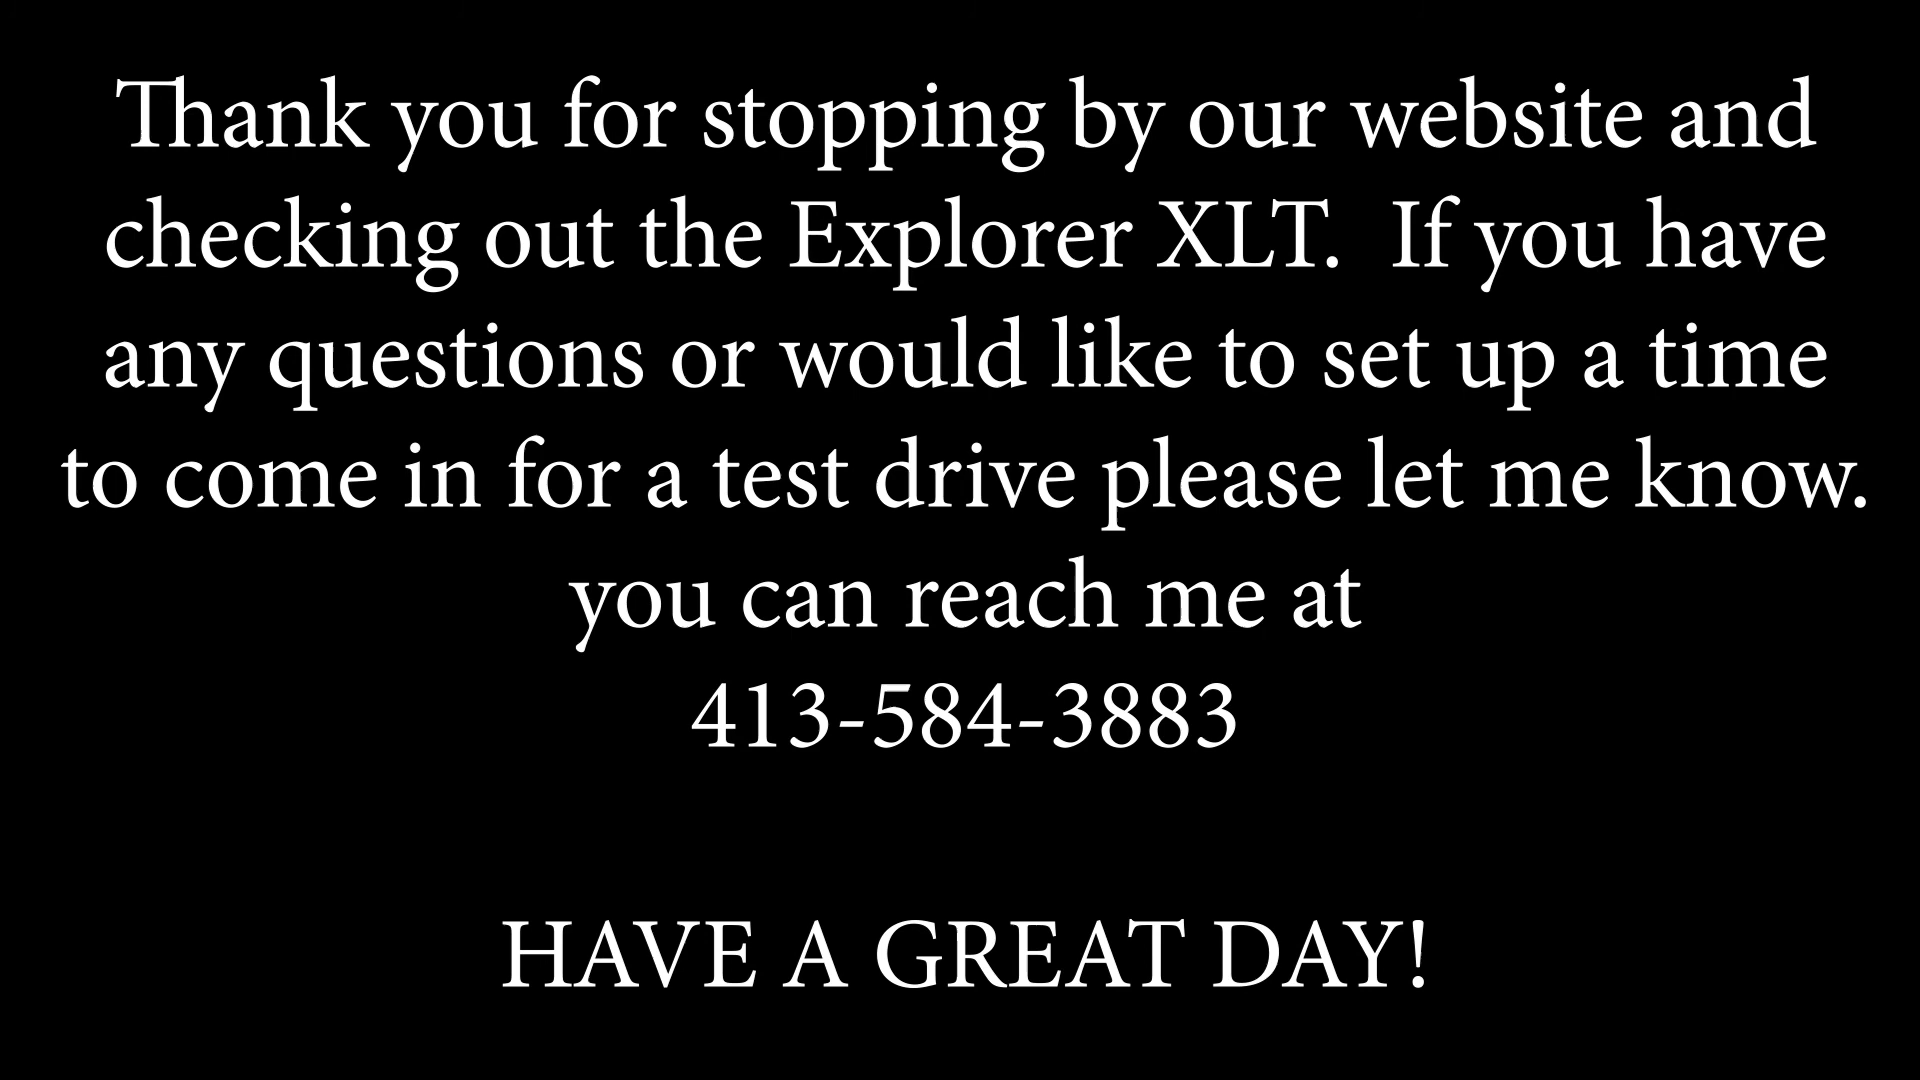 Thank you for stopping by our website and
checking out the Explorer XLT.  If you have
any questions or would like to set up a time
to come in for a test drive please let me know.
you can reach me at
413-584-3883
HAVE A GREAT DAY!